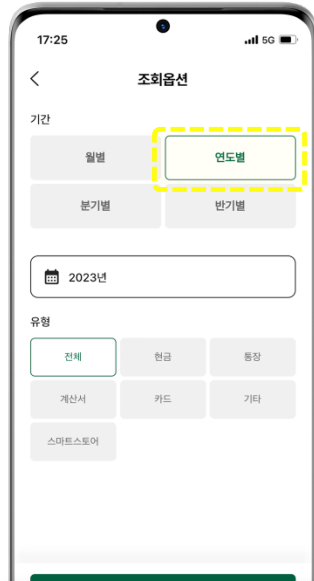 17:25
5G
조회옵션
기간
월별 연도별
분기별 반기별
2023년
유형
전체 현금 통장
계산서 카드 기타
스마트스토어